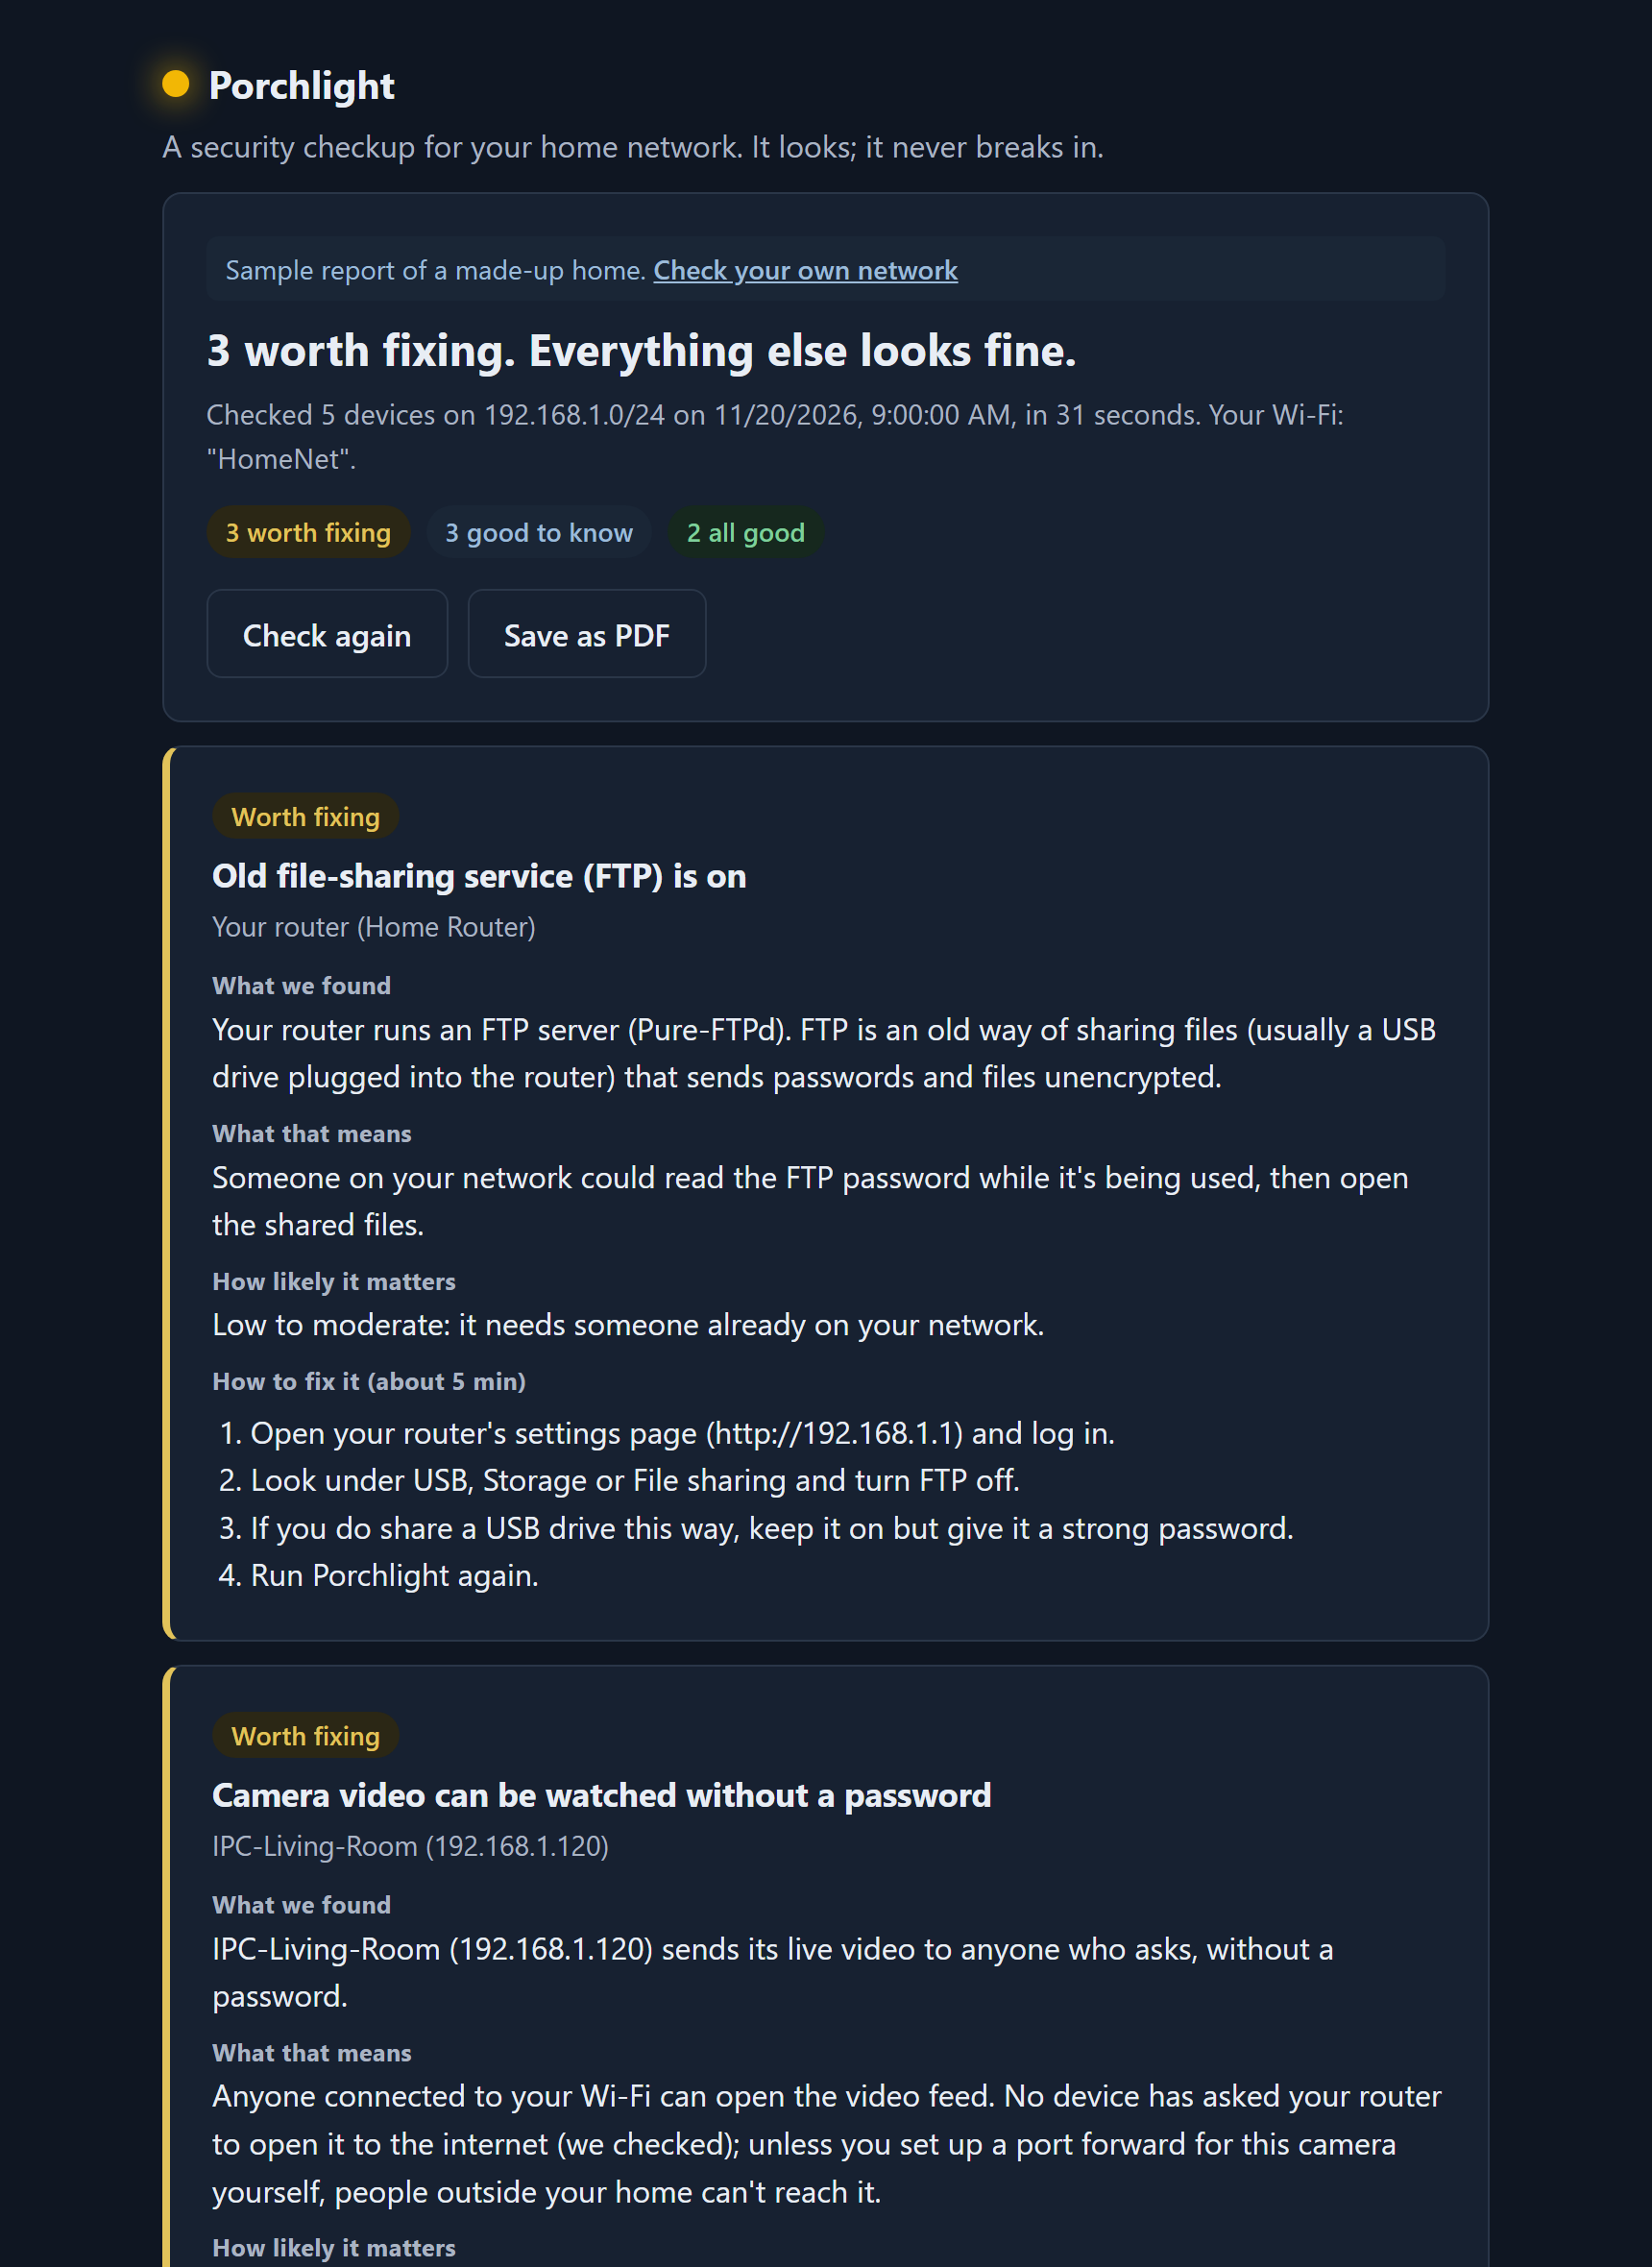 Porchlight
A security checkup for your home network. It looks; it never breaks in.
Sample report of a made-up home. Check your own network
3 worth fixing. Everything else looks fine.
Checked 5 devices on 192.168.1.0/24 on 11/20/2026, 9:00:00 AM, in 31 seconds. Your Wi-Fi:
"HomeNet".
3 worth fixing 3 good to know 2 all good
Check again Save as PDF
Worth fixing
Old file-sharing service (FTP) is on
Your router (Home Router)
What we found
Your router runs an FTP server (Pure-FTPd). FTP is an old way of sharing files (usually a USB
drive plugged into the router) that sends passwords and files unencrypted.
What that means
Someone on your network could read the FTP password while it's being used, then open
the shared files.
How likely it matters
Low to moderate: it needs someone already on your network.
How to fix it (about 5 min)
1. Open your router's settings page (http://192.168.1.1) and log in.
2. Look under USB, Storage or File sharing and turn FTP off.
3. If you do share a USB drive this way, keep it on but give it a strong password.
4. Run Porchlight again.
Worth fixing
Camera video can be watched without a password
IPC-Living-Room (192.168.1.120)
What we found
IPC-Living-Room (192.168.1.120) sends its live video to anyone who asks, without a
password.
What that means
Anyone connected to your Wi-Fi can open the video feed. No device has asked your router
to open it to the internet (we checked); unless you set up a port forward for this camera
yourself, people outside your home can't reach it.
How likely it matters